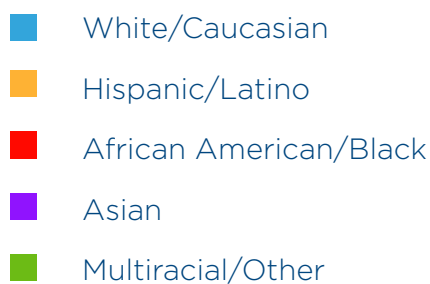 White/Caucasian
Hispanic/Latino
African American/Black
Asian
Multiracial/Other